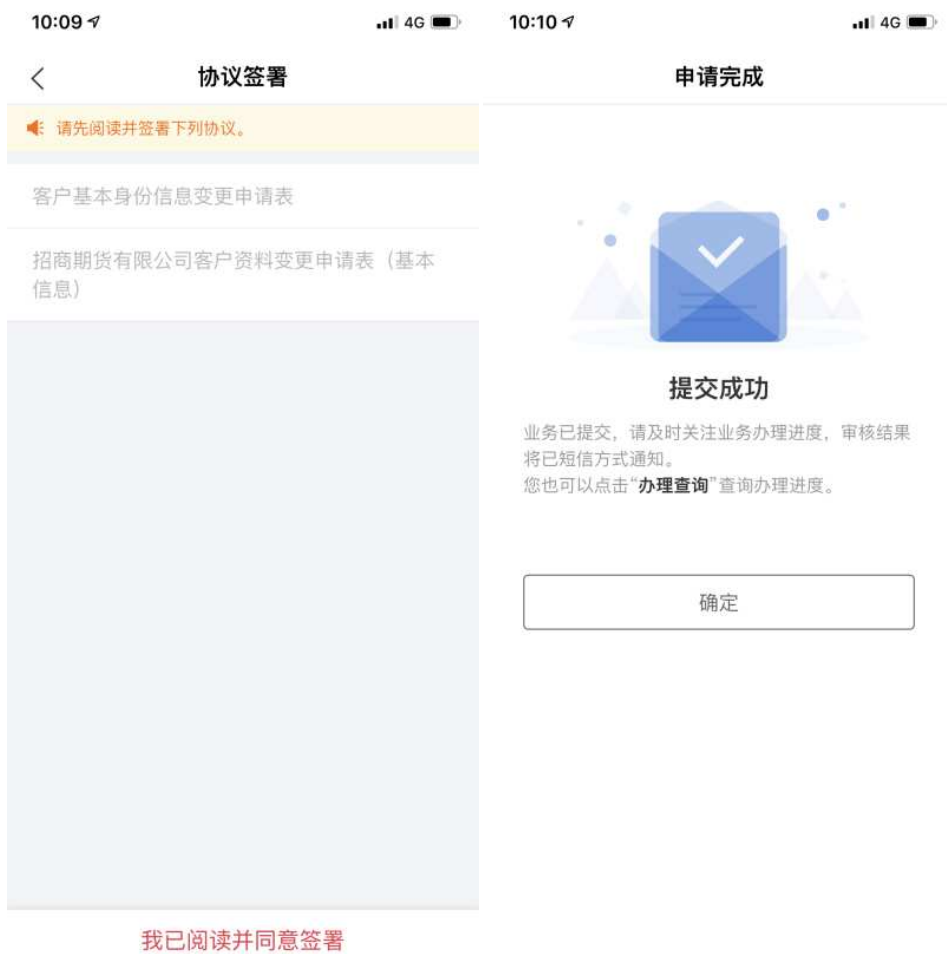 10:09
4G
协议签署
请先阅读并签署下列协议。
客户基本身份信息变更申请表
招商期货有限公司客户资料变更申请表（基本
信息）
我已阅读并同意签署
10:10
4G
申请完成
提交成功
业务已提交，请及时关注业务办理进度，审核结果
将已短信方式通知。
您也可以点击“办理查询”查询办理进度。
确定